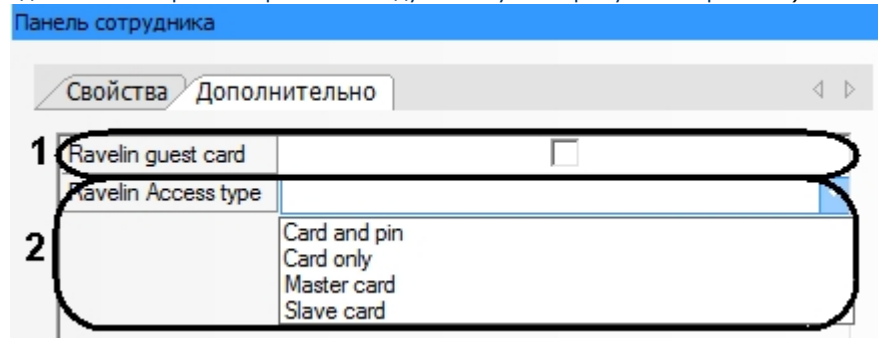 Панель сотрудника
Свойства Дополнительно
1 Ravelin guest card
Ravelin Access type
2
Card and pin
Card only
Master card
Slave card